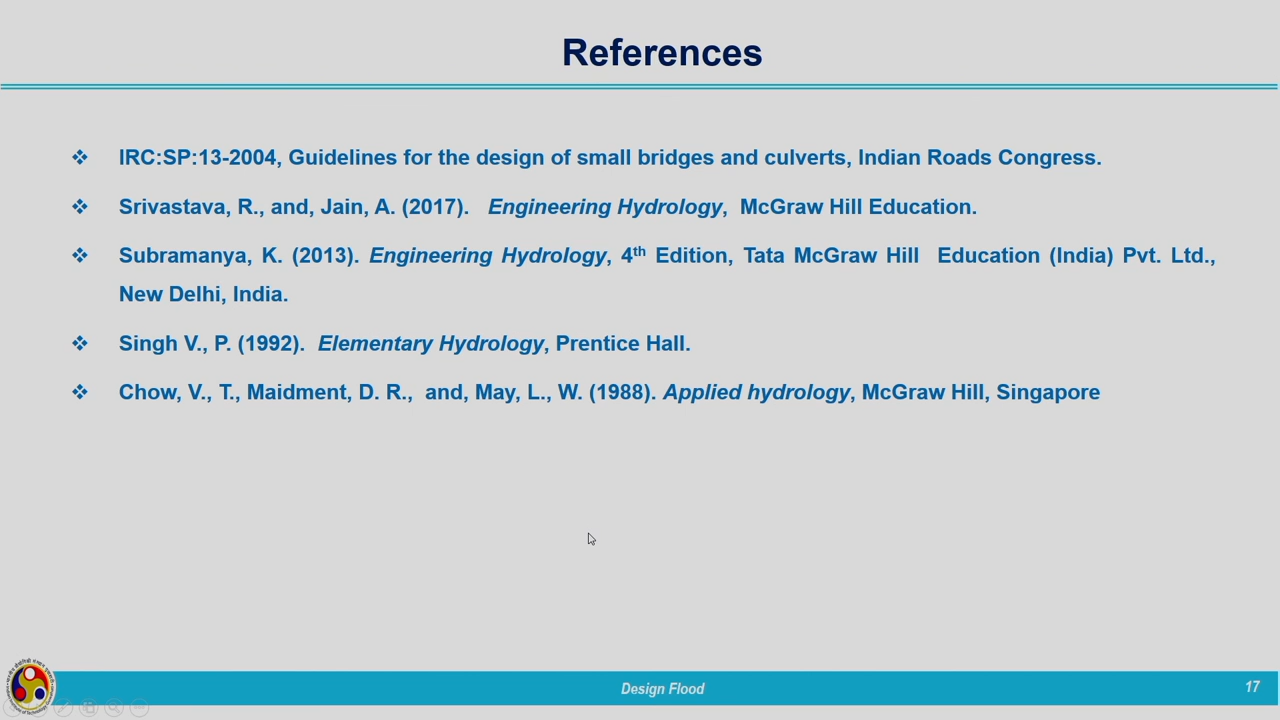 References
❖ IRC:SP:13-2004, Guidelines for the design of small bridges and culverts, Indian Roads Congress.
❖ Srivastava, R., and, Jain, A. (2017). Engineering Hydrology, McGraw Hill Education.
❖ Subramanya, K. (2013). Engineering Hydrology, 4th Edition, Tata McGraw Hill Education (India) Pvt. Ltd.,
New Delhi, India.
❖ Singh V., P. (1992). Elementary Hydrology, Prentice Hall.
❖ Chow, V., T., Maidment, D. R., and, May, L., W. (1988). Applied hydrology, McGraw Hill, Singapore
Design Flood
17